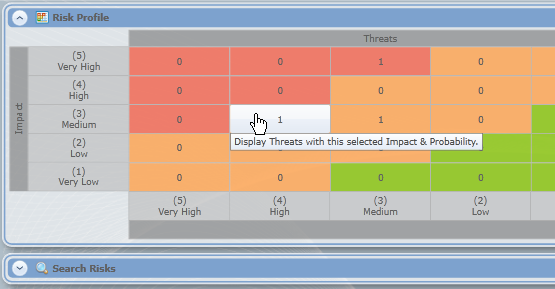 Risk Profile
Threats
(5)
Very High
0 0 1 0
(4)
High
0 0 0 0
Impact
(3)
Medium
0 1 1 0
Display Threats with this selected Impact & Probability.
(2)
Low
0
(1)
Very Low
0 0 0 0
(5) (4) (3) (2)
Very High High Medium Low
Search Risks